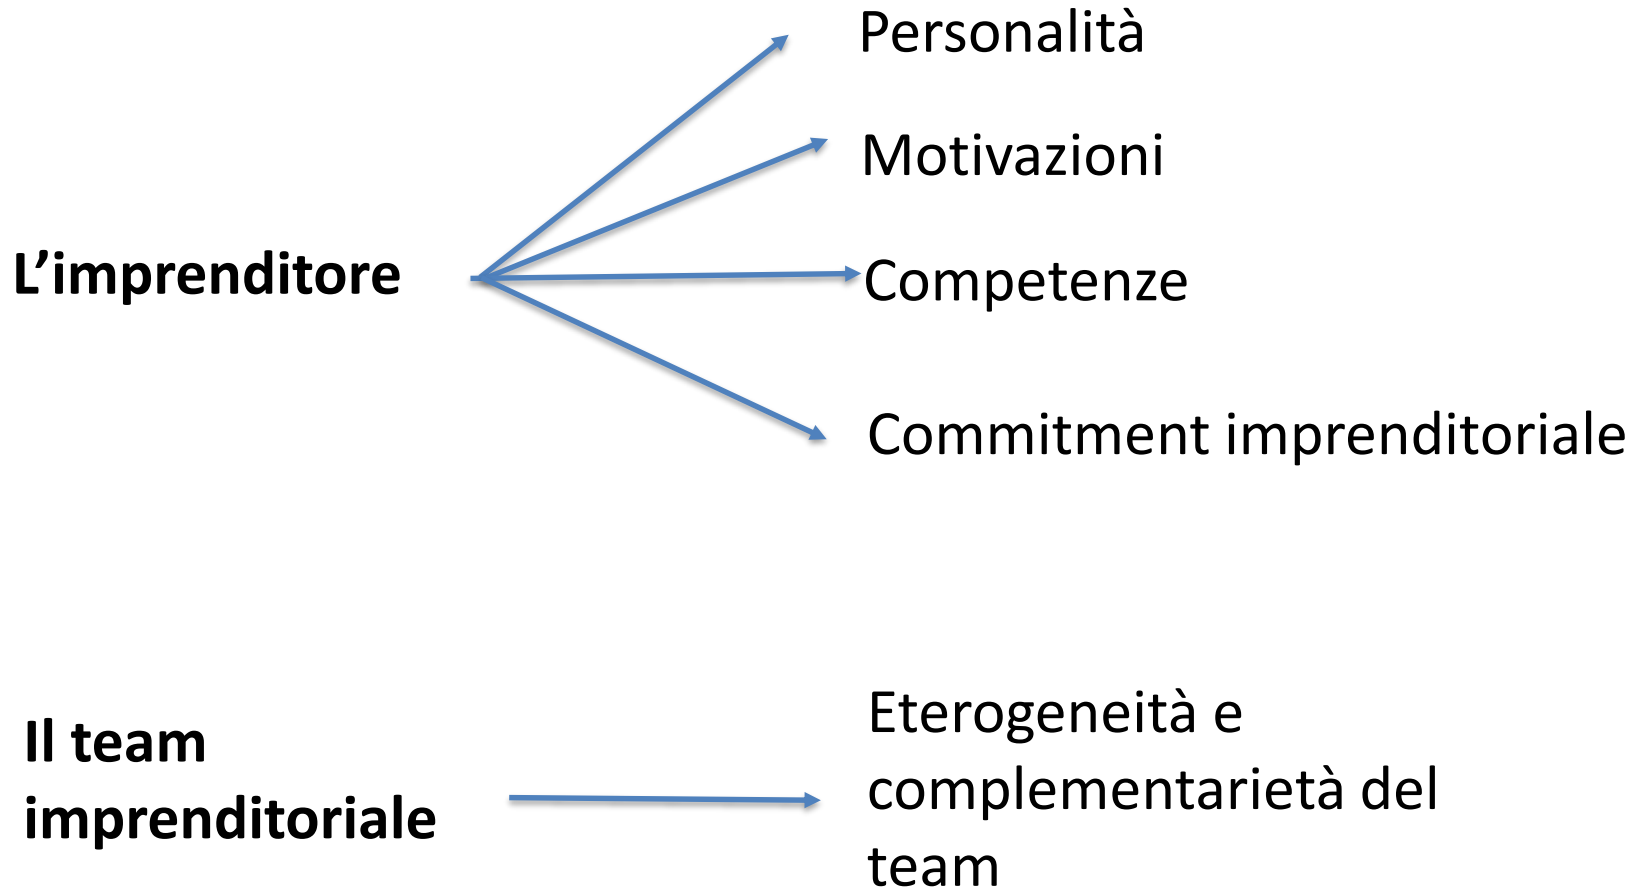 Personalità
Motivazioni
L’imprenditore
Competenze
Commitment imprenditoriale
Il team
imprenditoriale
Eterogeneità e
complementarietà del
team